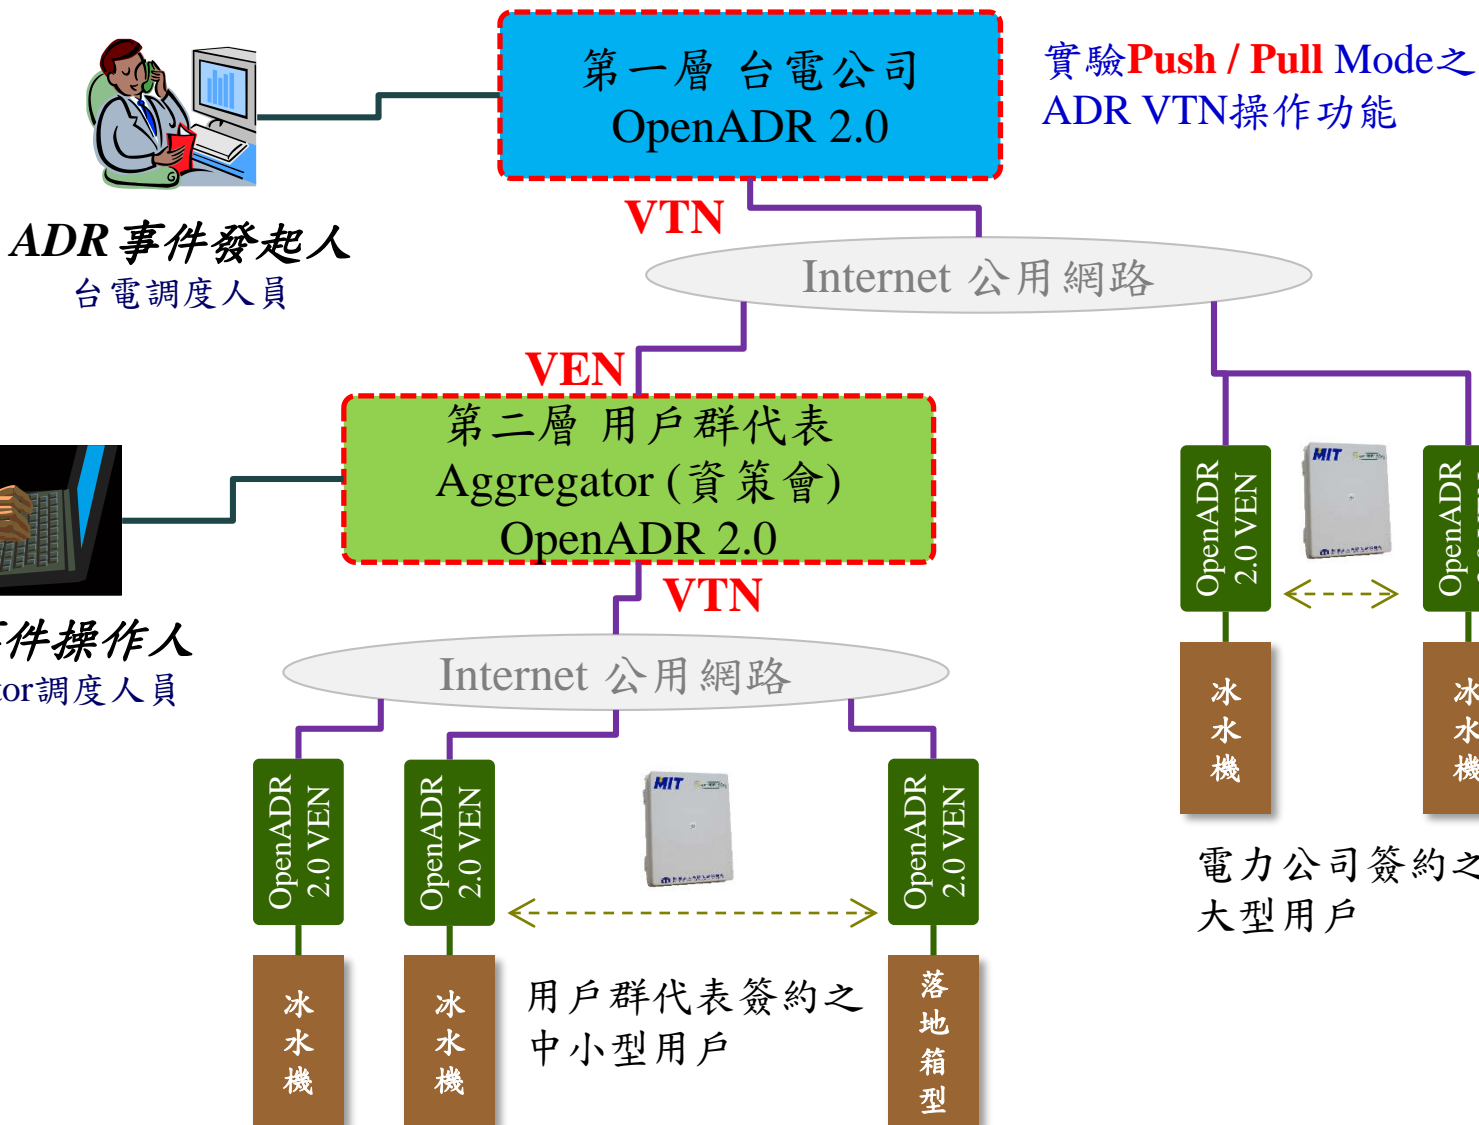 第一層 台電公司
OpenADR 2.0
實驗Push / Pull Mode之
ADR VTN操作功能
ADR 事件發起人
台電調度人員
VTN
Internet 公用網路
VEN
第二層 用戶群代表
Aggregator (資策會)
OpenADR 2.0
VTN
件操作人
tor調度人員
Internet 公用網路
OpenADR
2.0 VEN
MIT
OpenADR
冰水機
冰水機
電力公司簽約之
大型用戶
OpenADR
2.0 VEN
OpenADR
2.0 VEN
MIT
OpenADR
2.0 VEN
冰水機
冰水機
用戶群代表簽約之
中小型用戶
落地箱型